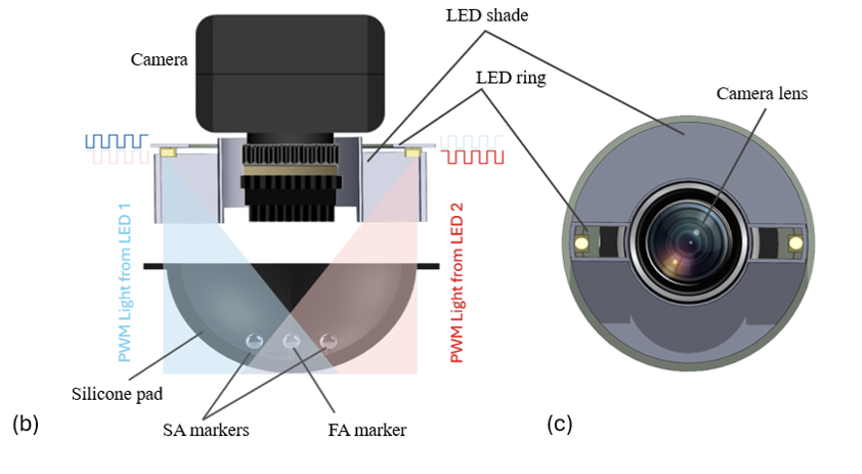 LED shade
Camera
LED ring
Camera lens
PWM Light from LED 1
PWM Light from LED 2
Silicone pad
SA markers
FA marker
(b)
(c)